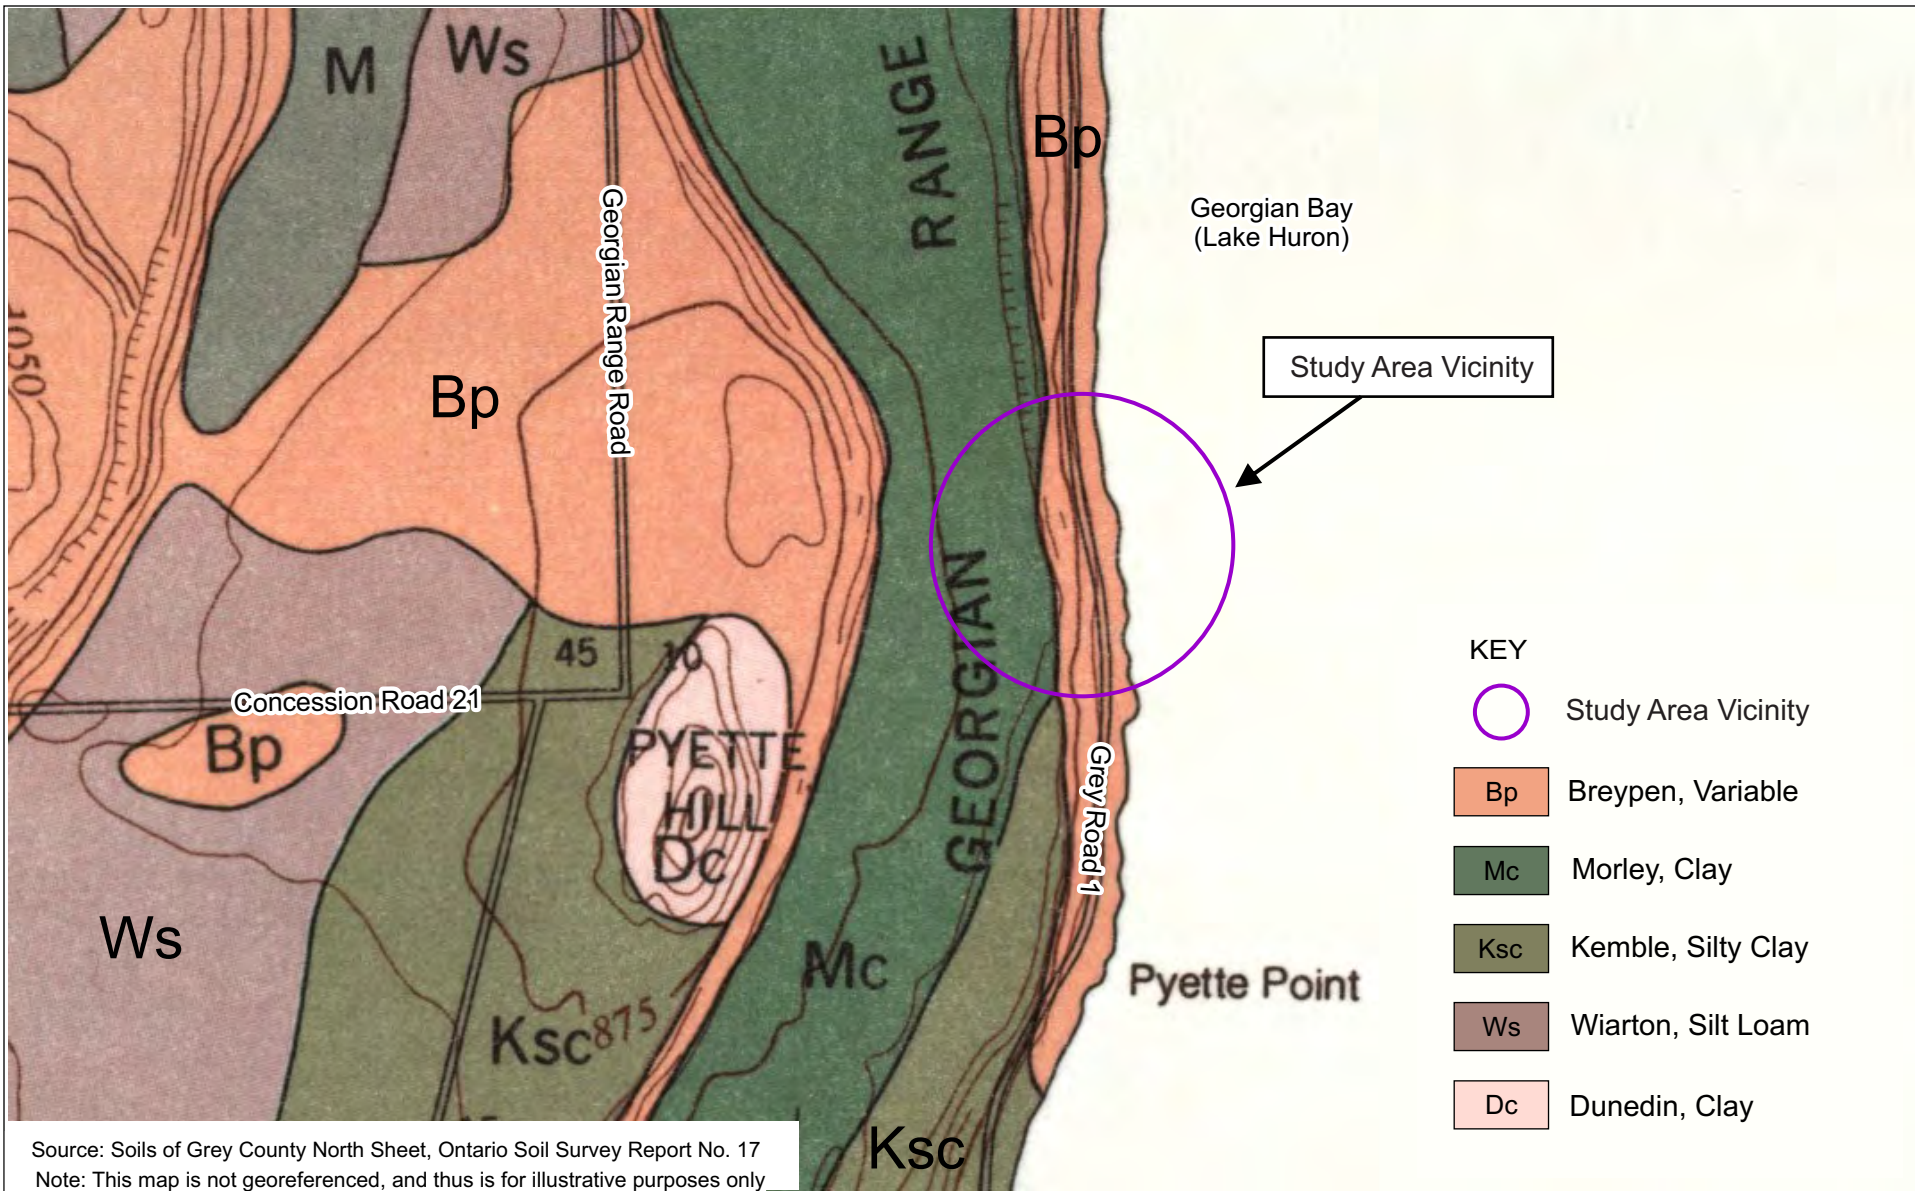 M
Ws
RANGE
Bp
Georgian Bay
(Lake Huron)
Georgian Range Road
1050
Study Area Vicinity
Bp
GEORGIAN
45
10
Concession Road 21
Bp
PYETTE
HILL
Dc
Grey Road 1
Ws
Mc
Pyette Point
Ksc
875
Ksc
KEY
Study Area Vicinity
Bp
Breypen, Variable
Mc
Morley, Clay
Ksc
Kemble, Silty Clay
Ws
Wiarton, Silt Loam
Dc
Dunedin, Clay
Source: Soils of Grey County North Sheet, Ontario Soil Survey Report No. 17
Note: This map is not georeferenced, and thus is for illustrative purposes only